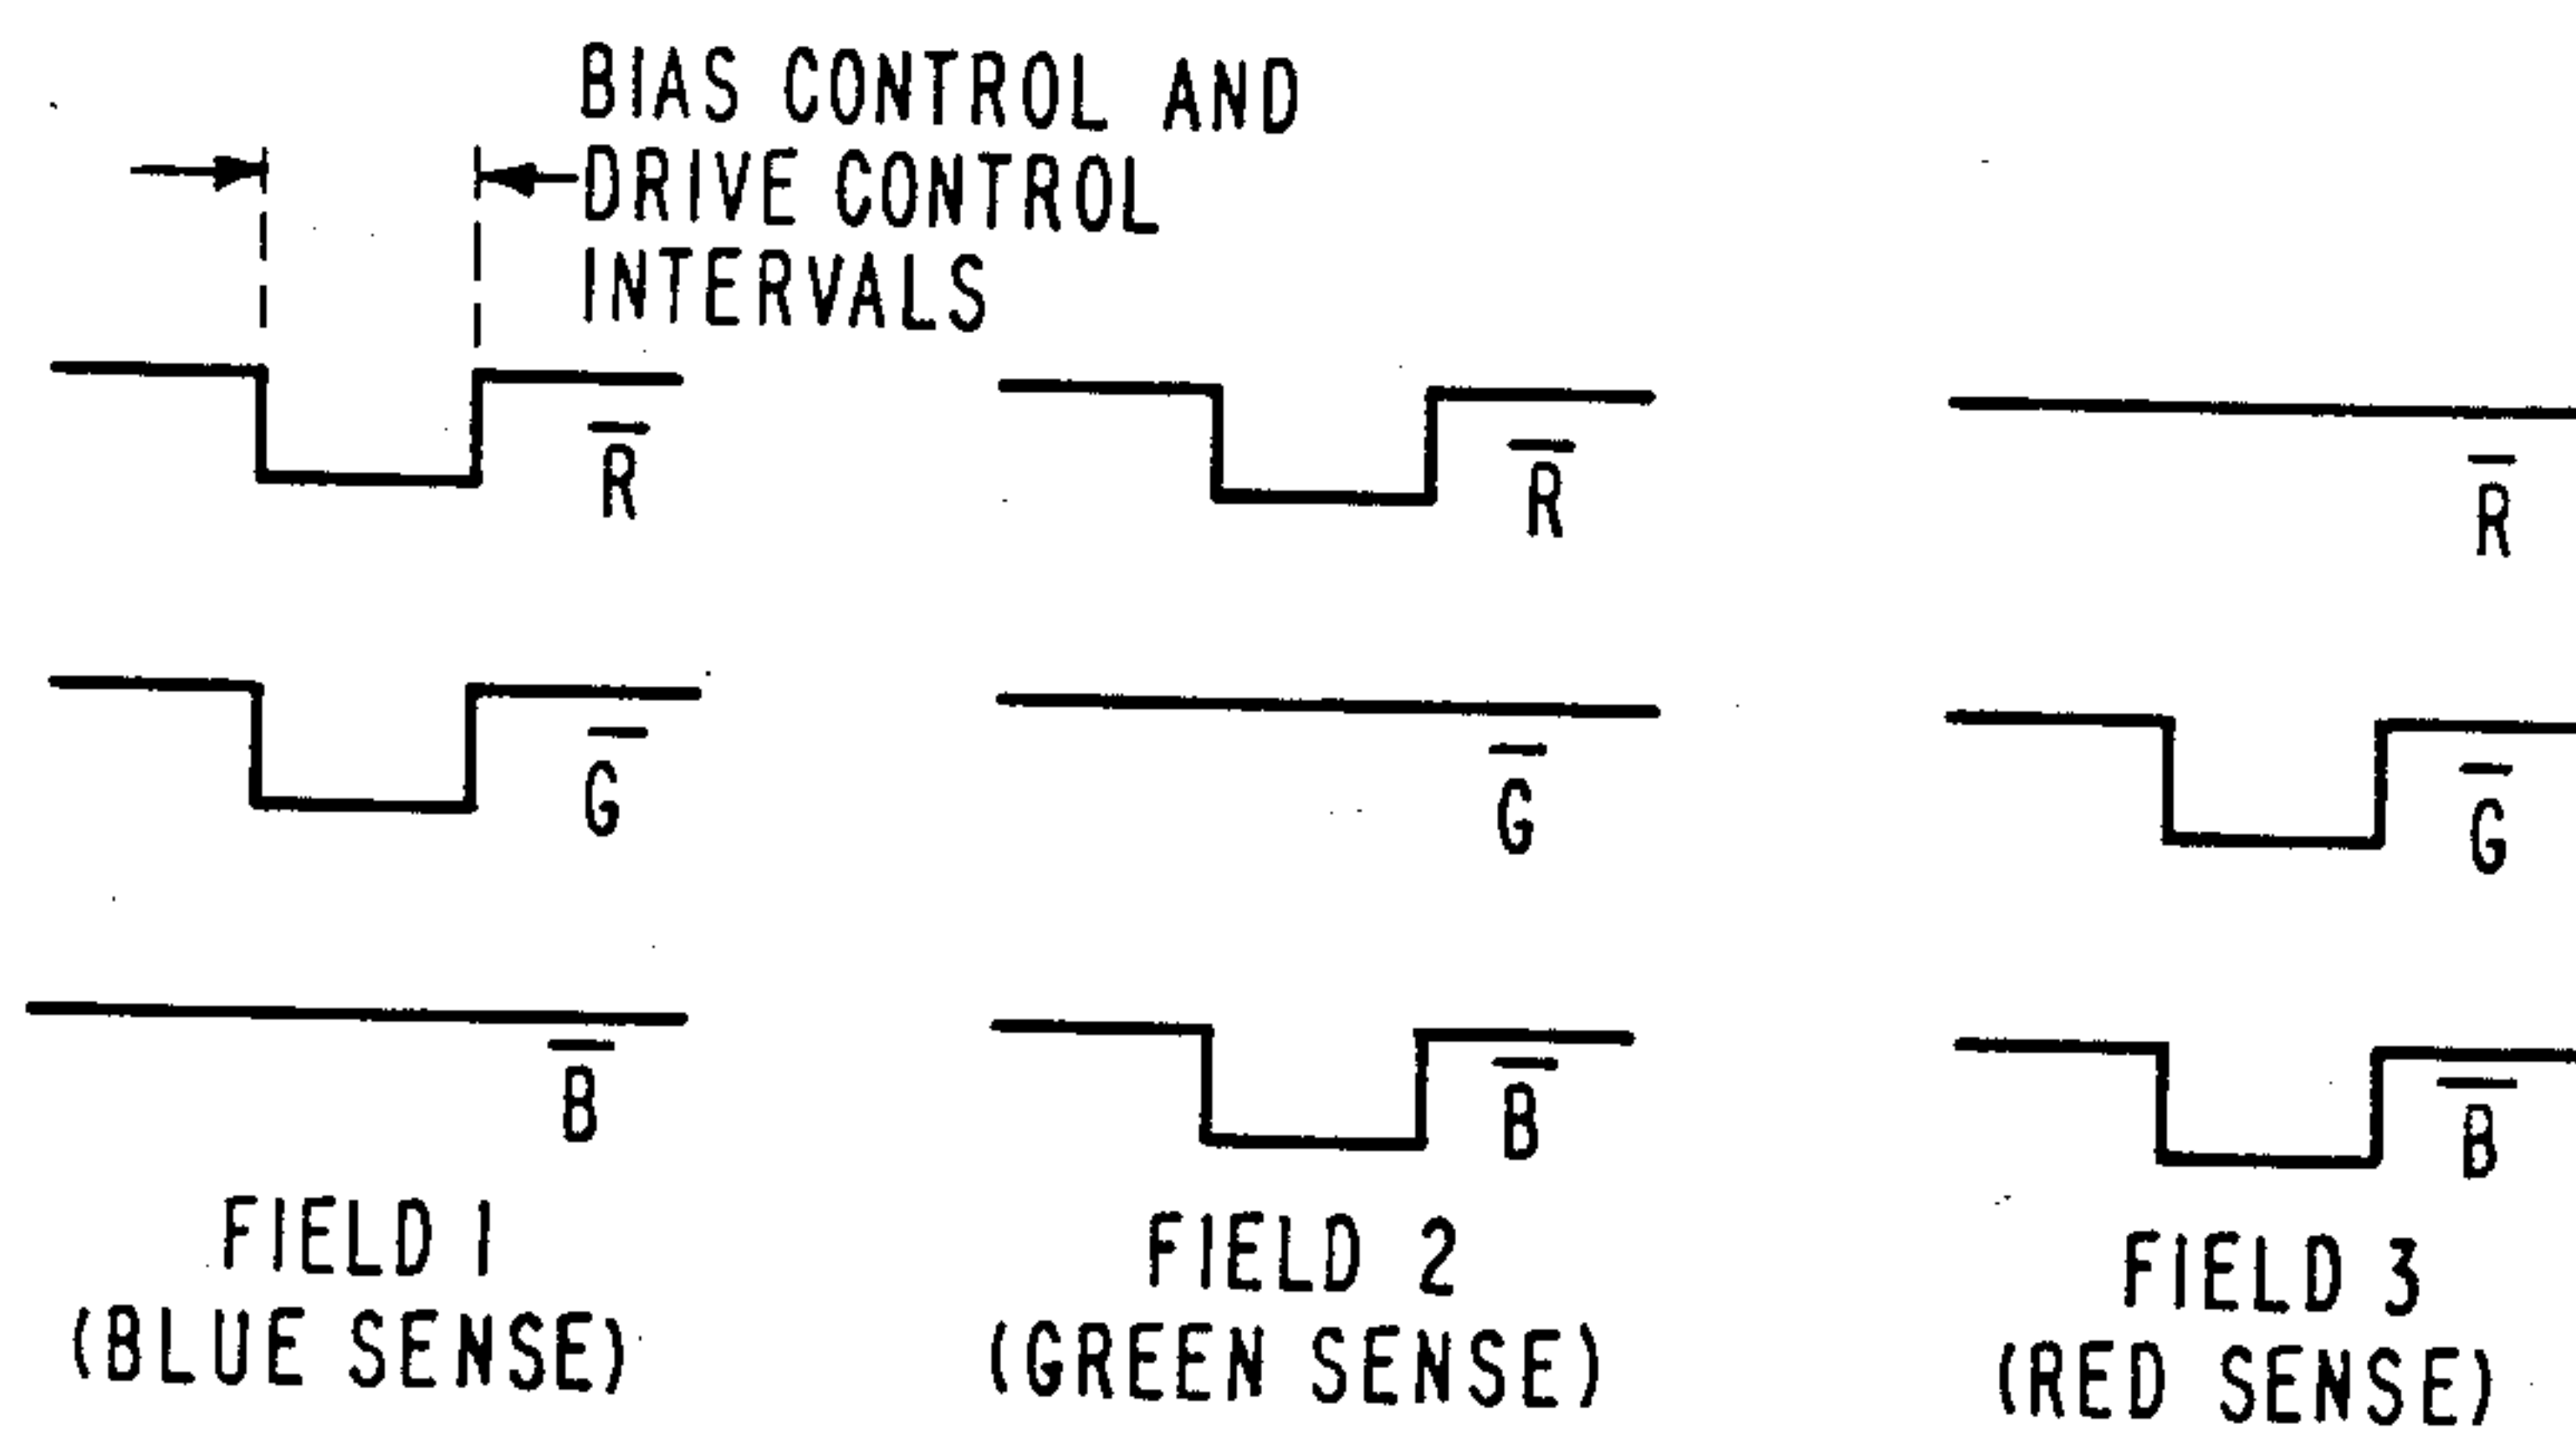 BIAS CONTROL AND
DRIVE CONTROL
INTERVALS
R̅
R̅
R̅
G̅
G̅
G̅
B̅
B̅
B̅
FIELD 1
(BLUE SENSE)
FIELD 2
(GREEN SENSE)
FIELD 3
(RED SENSE)